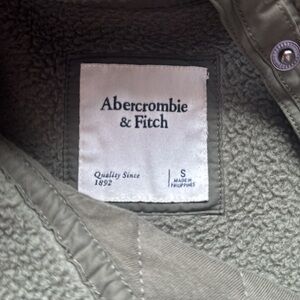 Abercrombie
& Fitch
Quality Since
1892
S
MADE IN
PHILIPPINES